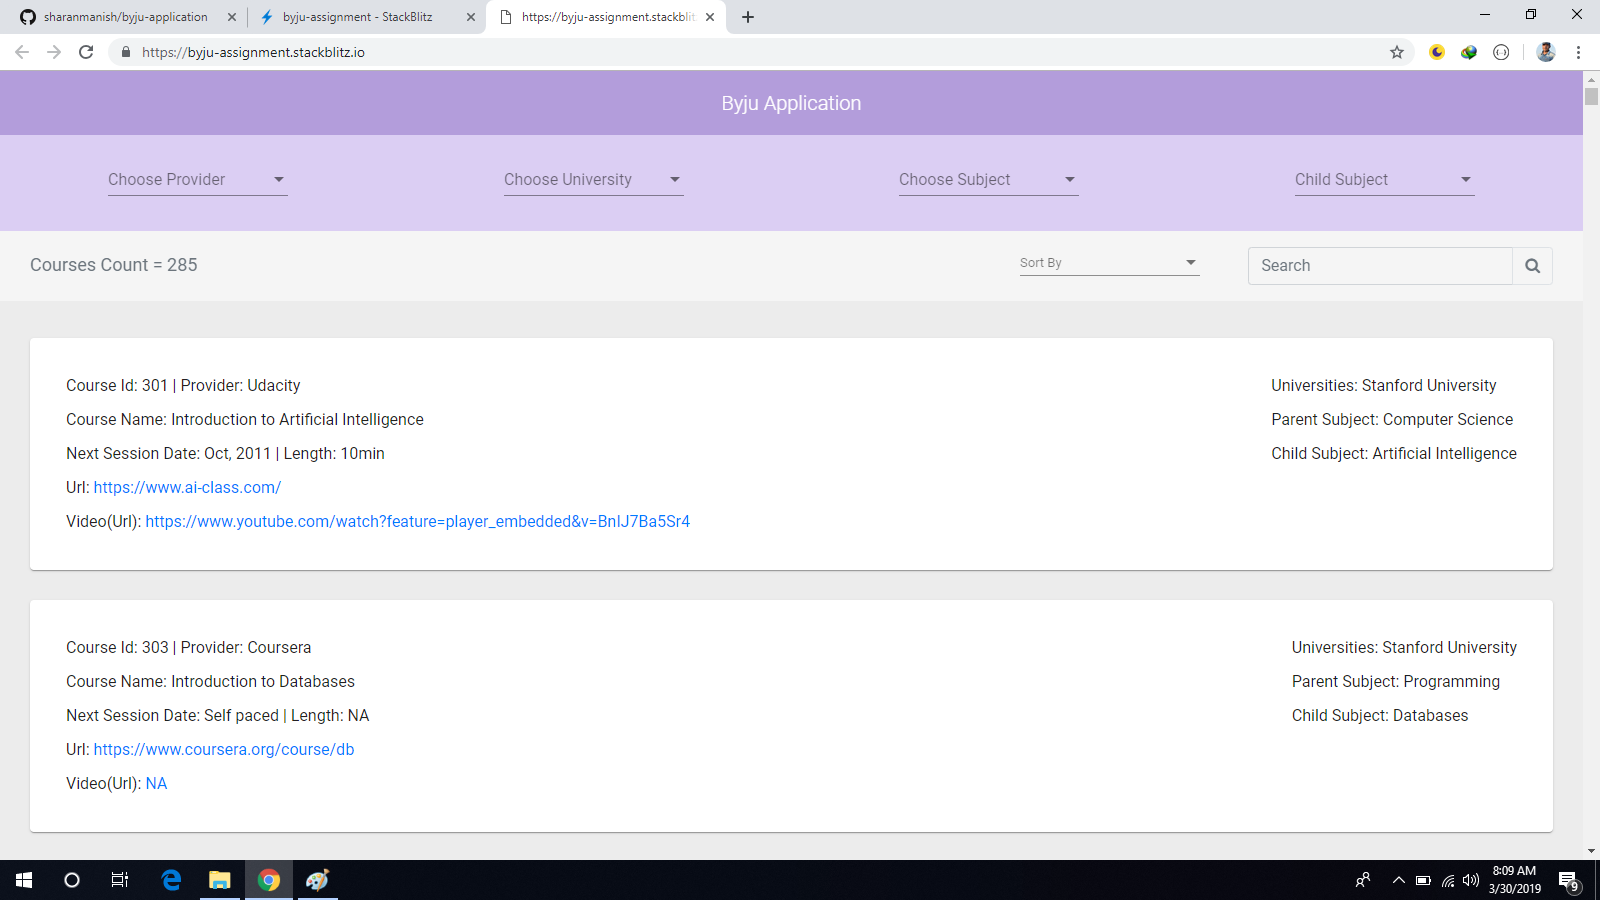 sharanmanish/byju-application
byju-assignment - StackBlitz
https://byju-assignment.stackblitz
https://byju-assignment.stackblitz.io
Byju Application
Choose Provider
Choose University
Choose Subject
Child Subject
Courses Count = 285
Sort By
Search
Course Id: 301 | Provider: Udacity
Course Name: Introduction to Artificial Intelligence
Next Session Date: Oct, 2011 | Length: 10min
Url: https://www.ai-class.com/
Video(Url): https://www.youtube.com/watch?feature=player_embedded&v=BnIJ7Ba5Sr4
Universities: Stanford University
Parent Subject: Computer Science
Child Subject: Artificial Intelligence
Course Id: 303 | Provider: Coursera
Course Name: Introduction to Databases
Next Session Date: Self paced | Length: NA
Url: https://www.coursera.org/course/db
Video(Url): NA
Universities: Stanford University
Parent Subject: Programming
Child Subject: Databases
8:09 AM
3/30/2019
9